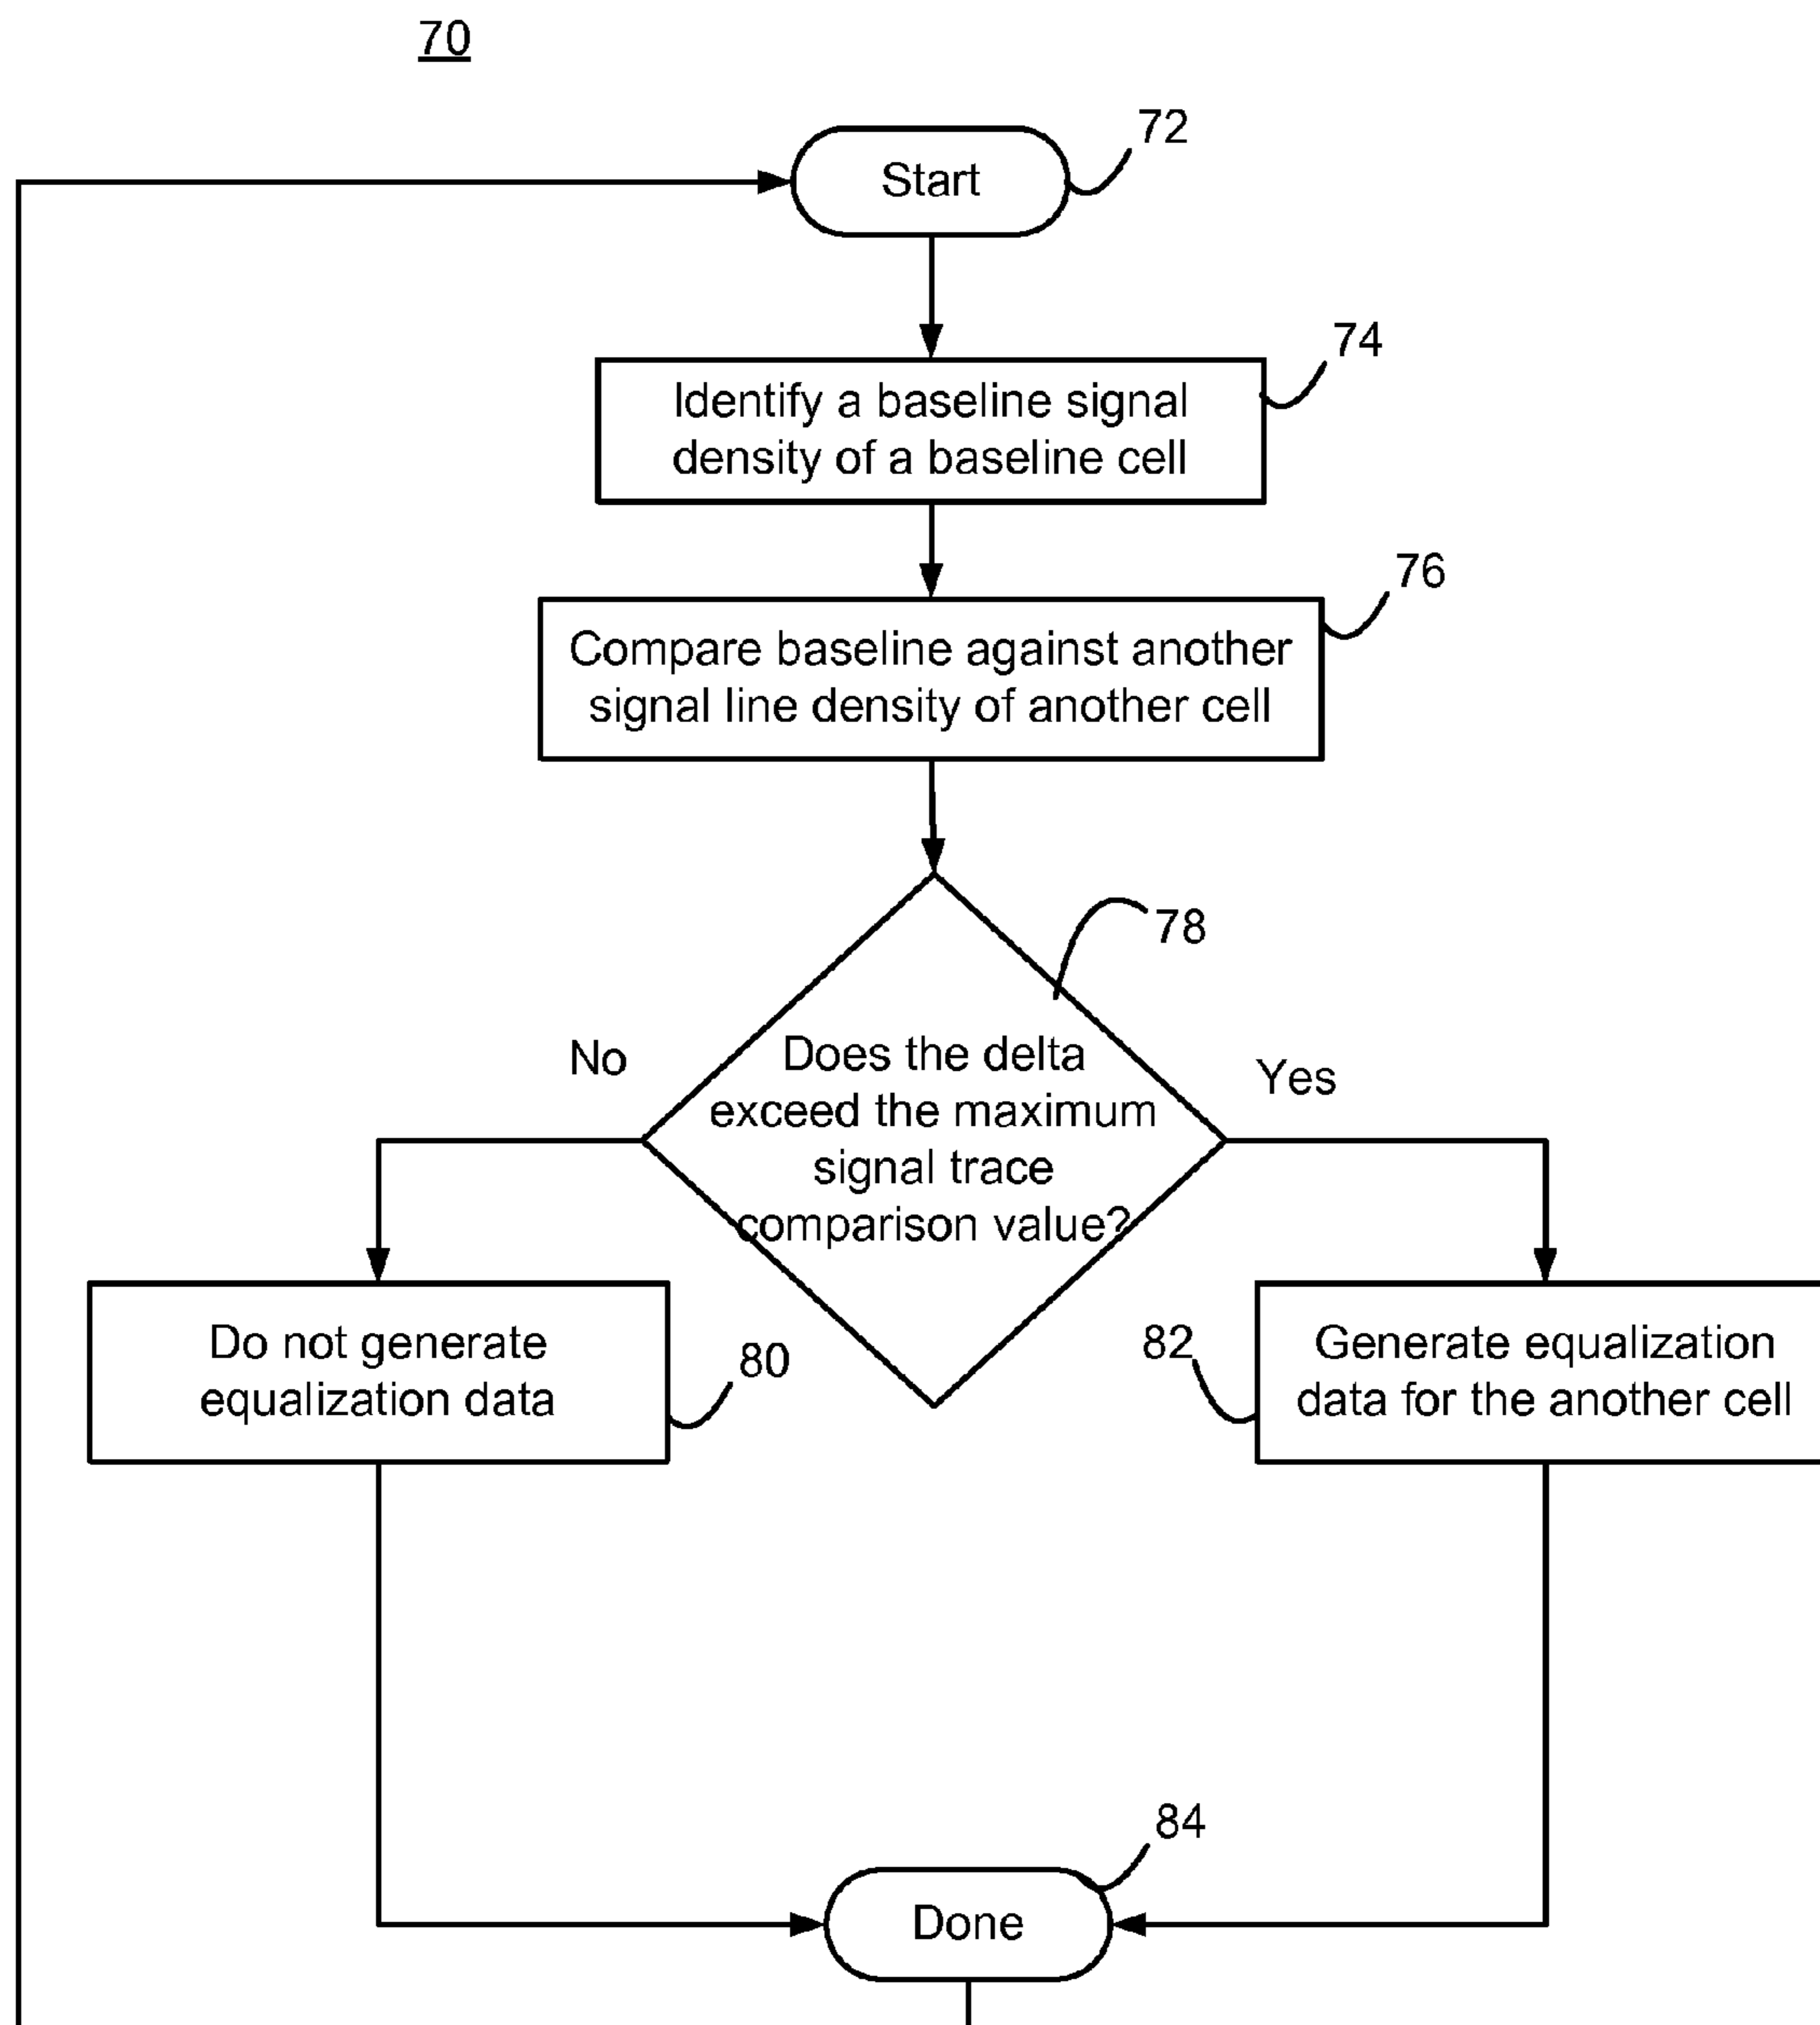 70
72
Start
74
Identify a baseline signal
density of a baseline cell
76
Compare baseline against another
signal line density of another cell
78
No
Yes
Does the delta
exceed the maximum
signal trace
comparison value?
Do not generate
equalization data
80
82
Generate equalization
data for the another cell
84
Done